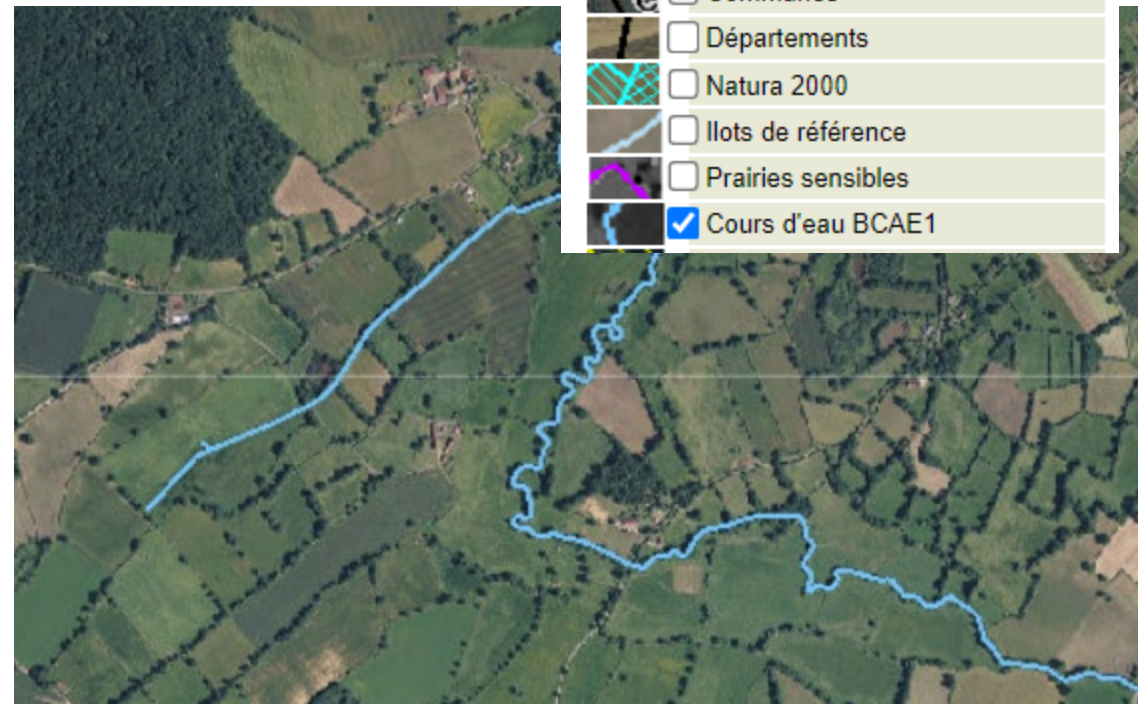 Départements
Natura 2000
Ilots de référence
Prairies sensibles
Cours d'eau BCAE1